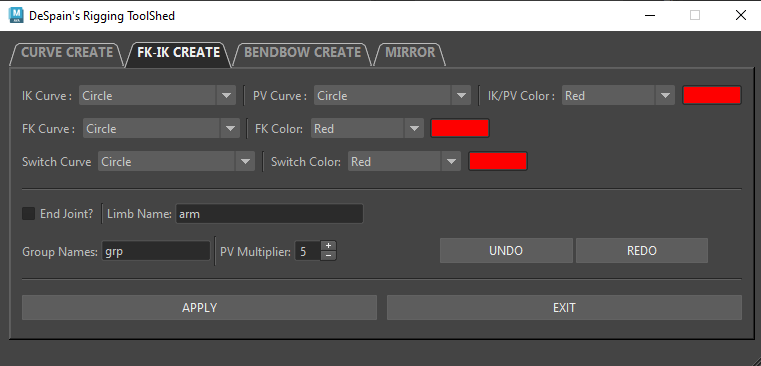 DeSpain's Rigging ToolShed
CURVE CREATE FK-IK CREATE BENDBOW CREATE MIRROR
IK Curve : Circle PV Curve : Circle IK/PV Color : Red
FK Curve : Circle FK Color: Red
Switch Curve Circle Switch Color: Red
End Joint? Limb Name: arm
Group Names: grp PV Multiplier: 5 + − UNDO REDO
APPLY EXIT